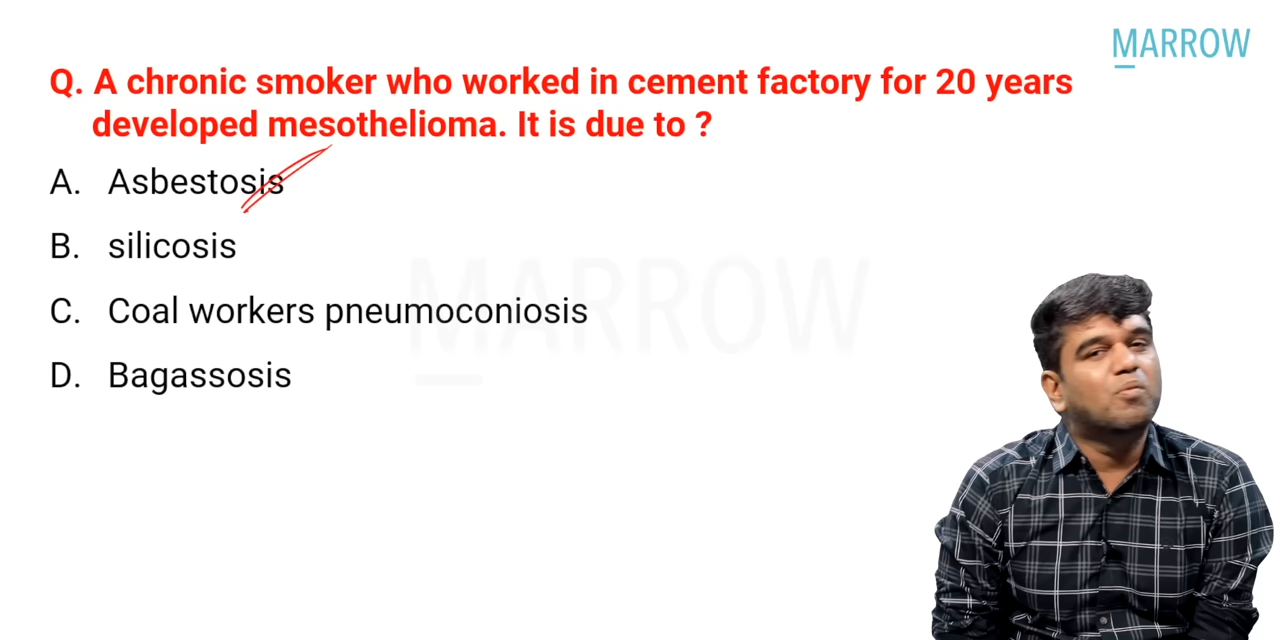 MARROW
Q. A chronic smoker who worked in cement factory for 20 years
developed mesothelioma. It is due to ?
A. Asbestosis
B. silicosis
C. Coal workers pneumoconiosis
D. Bagassosis
MARROW